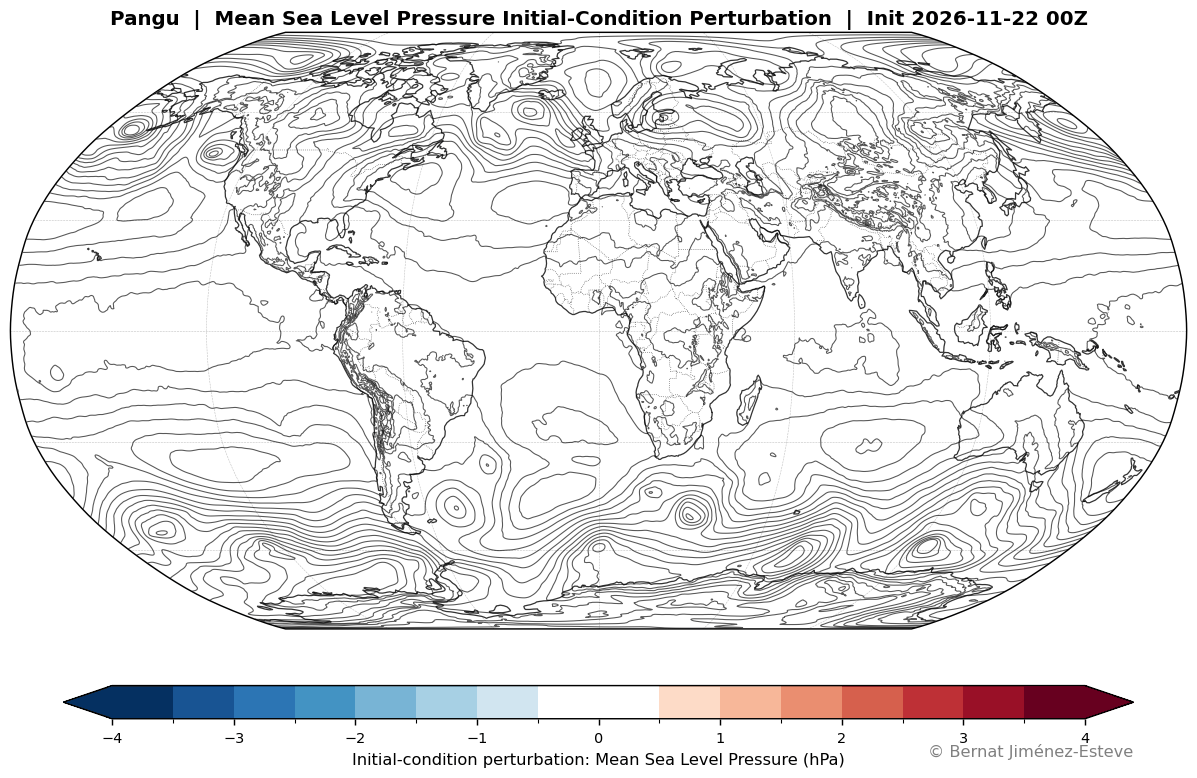 Pangu | Mean Sea Level Pressure Initial-Condition Perturbation | Init 2026-11-22 00Z
−4 −3 −2 −1 0 1 2 3 4
Initial-condition perturbation: Mean Sea Level Pressure (hPa)
© Bernat Jiménez-Esteve